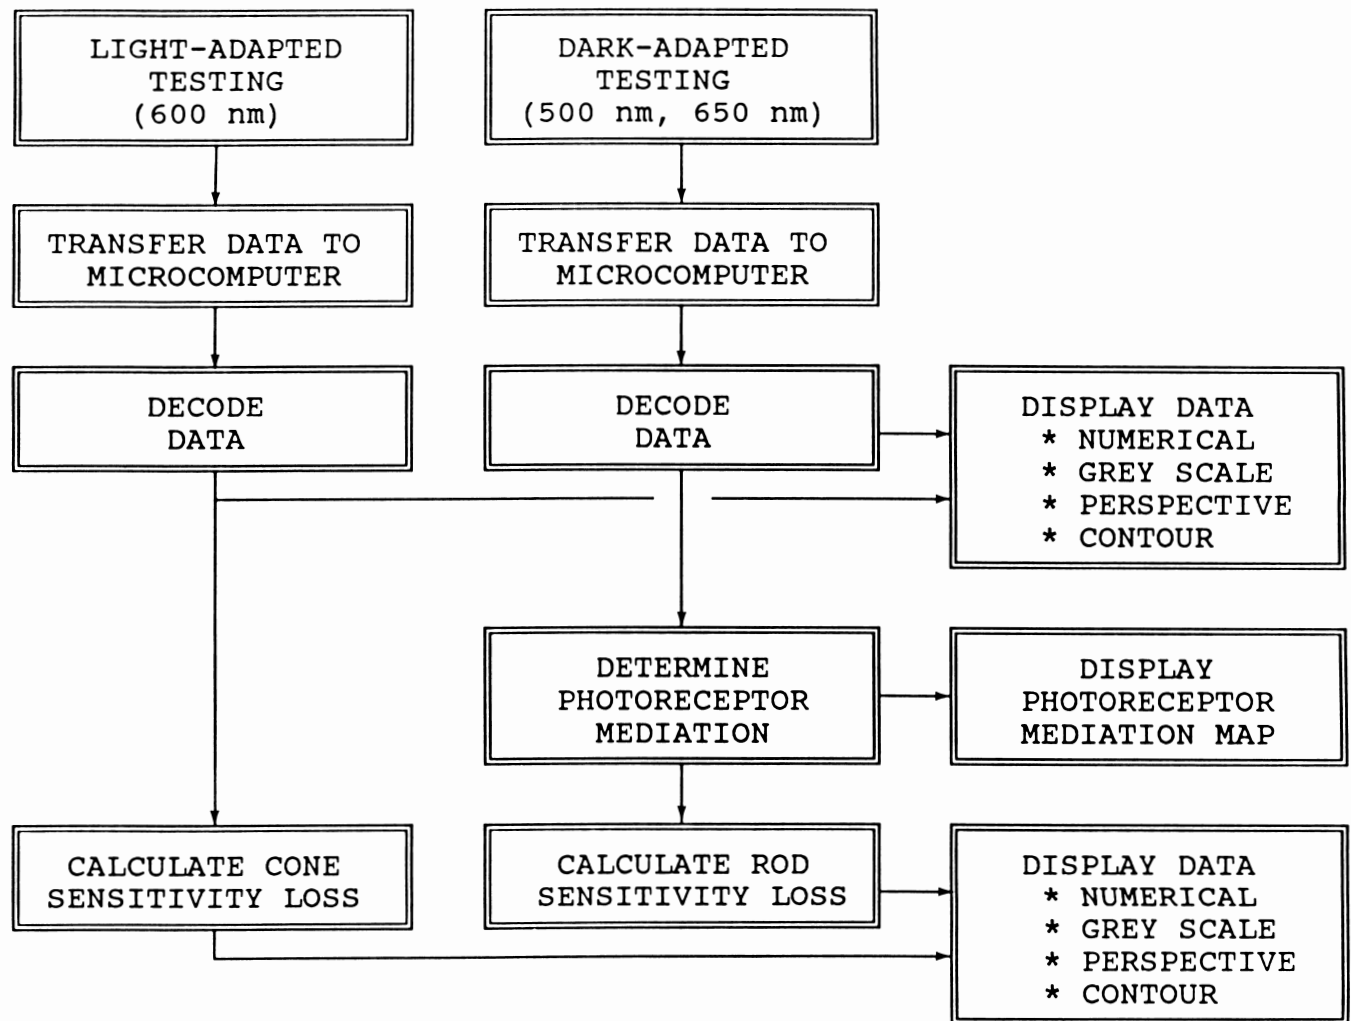 LIGHT-ADAPTED
TESTING
(600 nm)
DARK-ADAPTED
TESTING
(500 nm, 650 nm)
TRANSFER DATA TO
MICROCOMPUTER
TRANSFER DATA TO
MICROCOMPUTER
DECODE
DATA
DECODE
DATA
DISPLAY DATA
* NUMERICAL
* GREY SCALE
* PERSPECTIVE
* CONTOUR
DETERMINE
PHOTORECEPTOR
MEDIATION
DISPLAY
PHOTORECEPTOR
MEDIATION MAP
CALCULATE CONE
SENSITIVITY LOSS
CALCULATE ROD
SENSITIVITY LOSS
DISPLAY DATA
* NUMERICAL
* GREY SCALE
* PERSPECTIVE
* CONTOUR